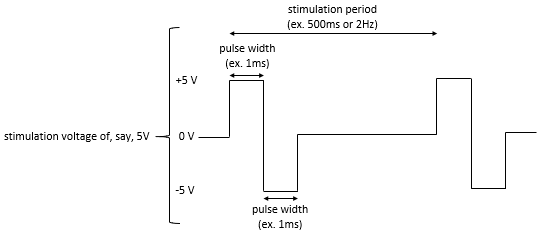 stimulation period
(ex. 500ms or 2Hz)
pulse width
(ex. 1ms)
+5 V
stimulation voltage of, say, 5V
0 V
-5 V
pulse width
(ex. 1ms)